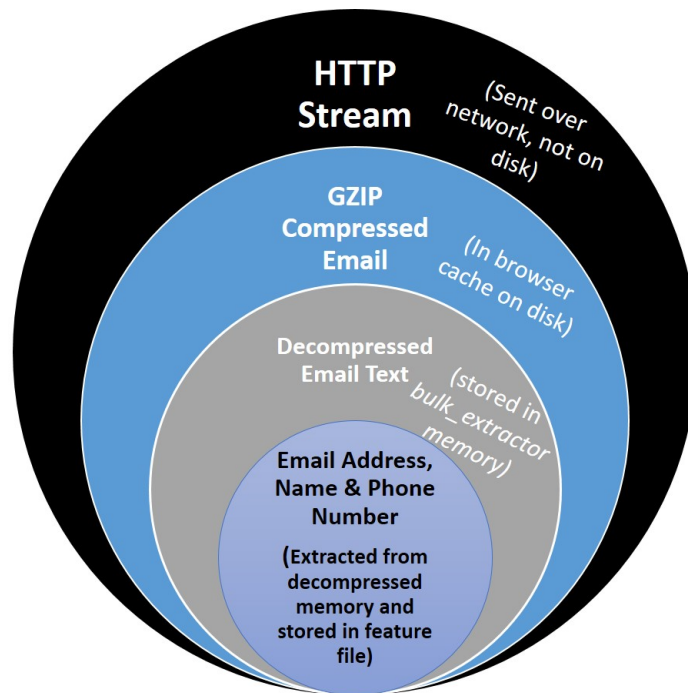 HTTP
Stream
(Sent over
network, not on
disk)
GZIP
Compressed
Email
(In browser
cache on disk)
Decompressed
Email Text
(stored in
bulk_extractor
memory)
Email Address,
Name & Phone
Number
(Extracted from
decompressed
memory and
stored in feature
file)